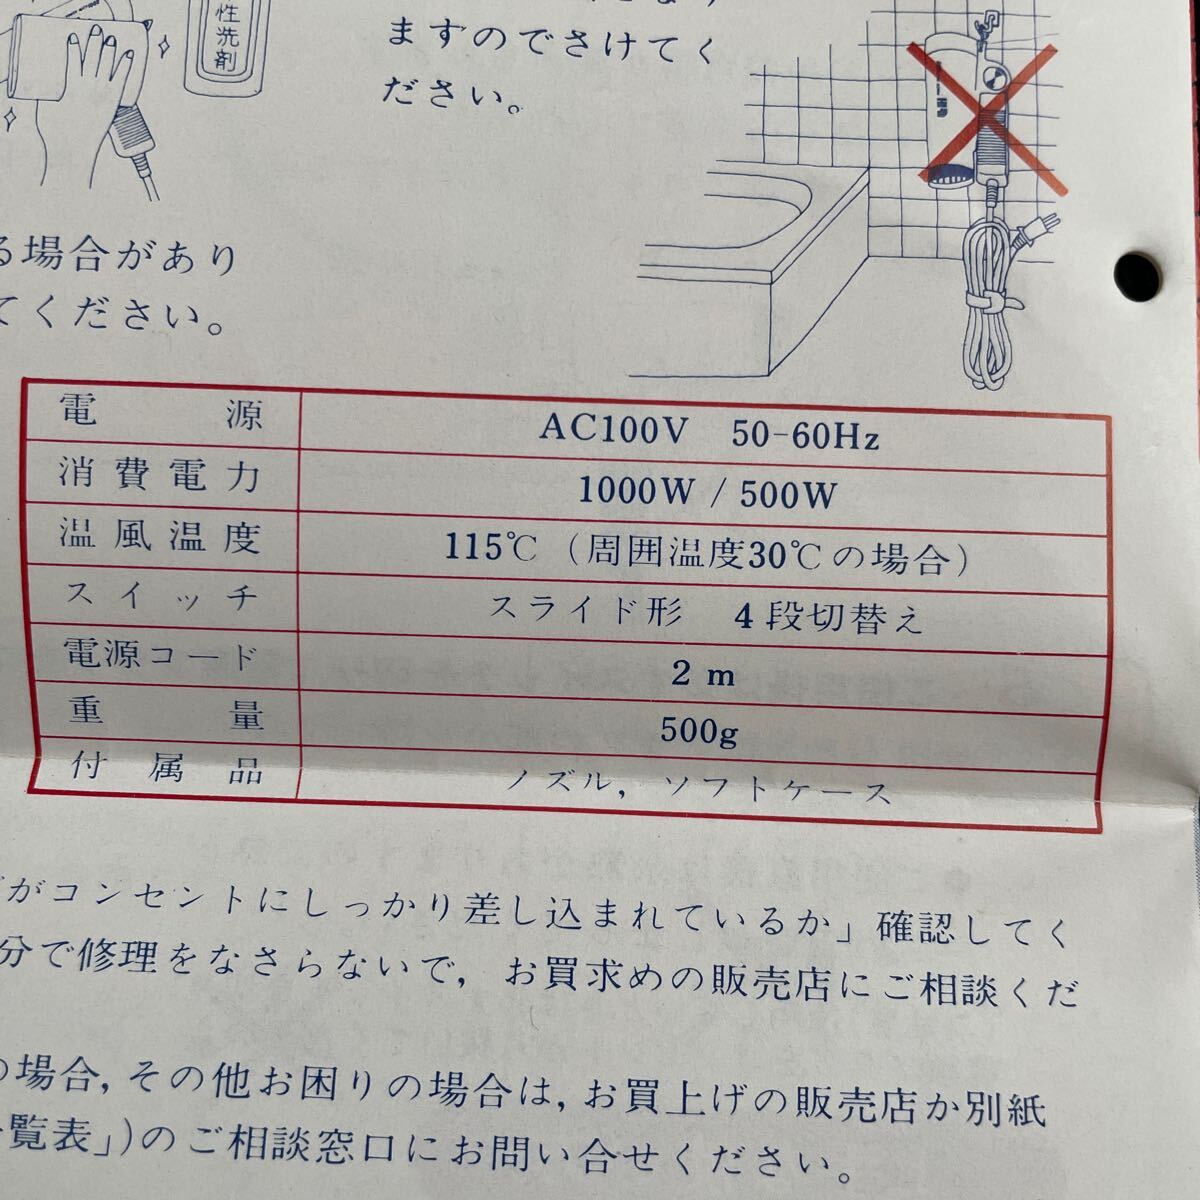 性洗剤
ますのでさけてく
ださい。
る場合があり
てください。
電源 AC100V 50-60Hz
消費電力 1000W / 500W
温風温度 115℃（周囲温度30℃の場合）
スイッチ スライド形 4段切替え
電源コード 2m
重量 500g
付属品 ノズル，ソフトケース
がコンセントにしっかり差し込まれているか」確認してく
分で修理をなさらないで，お買求めの販売店にご相談くだ
の場合，その他お困りの場合は，お買上げの販売店か別紙
覧表」)のご相談窓口にお問い合せください。